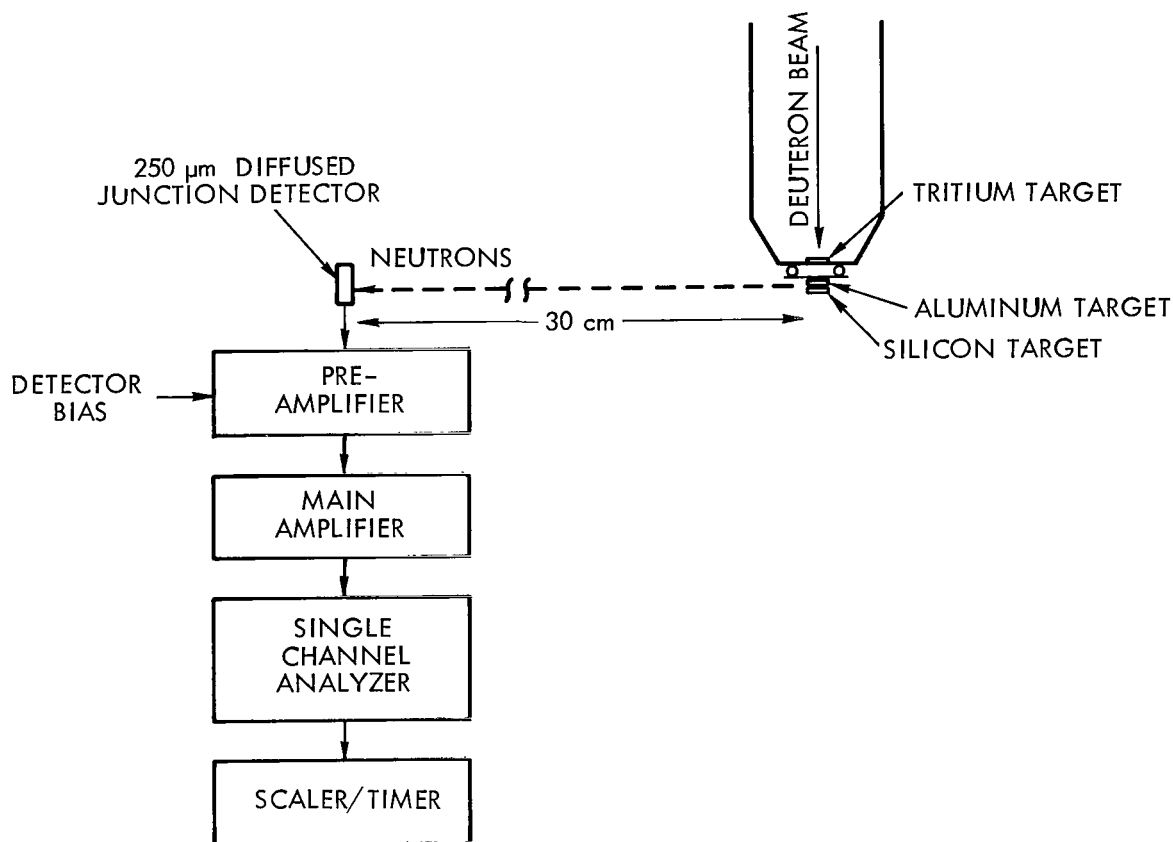 DEUTERON BEAM
250 μm DIFFUSED
JUNCTION DETECTOR
TRITIUM TARGET
NEUTRONS
ALUMINUM TARGET
30 cm
SILICON TARGET
DETECTOR
BIAS
PRE-
AMPLIFIER
MAIN
AMPLIFIER
SINGLE
CHANNEL
ANALYZER
SCALER/TIMER